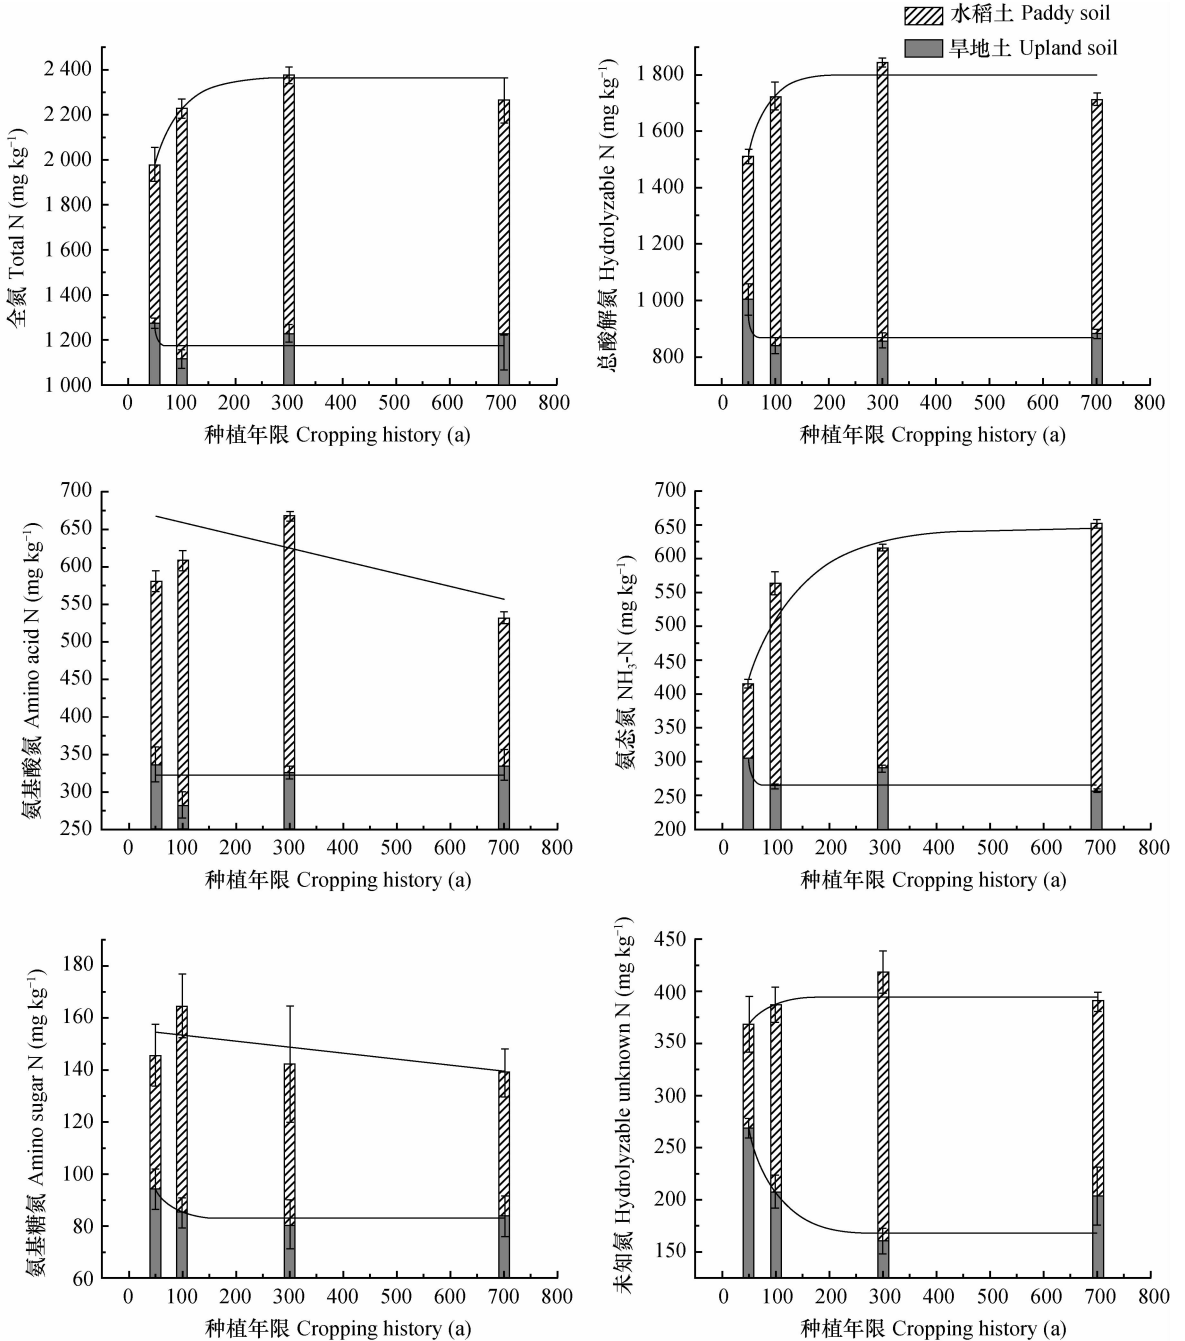 水稻土 Paddy soil
旱地土 Upland soil
全氮 Total N (mg kg⁻¹)
2 400
2 200
2 000
1 800
1 600
1 400
1 200
1 000
0 100 200 300 400 500 600 700 800
种植年限 Cropping history (a)
总酸解氮 Hydrolyzable N (mg kg⁻¹)
1 800
1 600
1 400
1 200
1 000
800
0 100 200 300 400 500 600 700 800
种植年限 Cropping history (a)
氨基酸氮 Amino acid N (mg kg⁻¹)
700
650
600
550
500
450
400
350
300
250
0 100 200 300 400 500 600 700 800
种植年限 Cropping history (a)
氨态氮 NH₃-N (mg kg⁻¹)
700
650
600
550
500
450
400
350
300
250
200
0 100 200 300 400 500 600 700 800
种植年限 Cropping history (a)
氨基糖氮 Amino sugar N (mg kg⁻¹)
180
160
140
120
100
80
60
0 100 200 300 400 500 600 700 800
种植年限 Cropping history (a)
未知氮 Hydrolyzable unknown N (mg kg⁻¹)
450
400
350
300
250
200
150
0 100 200 300 400 500 600 700 800
种植年限 Cropping history (a)